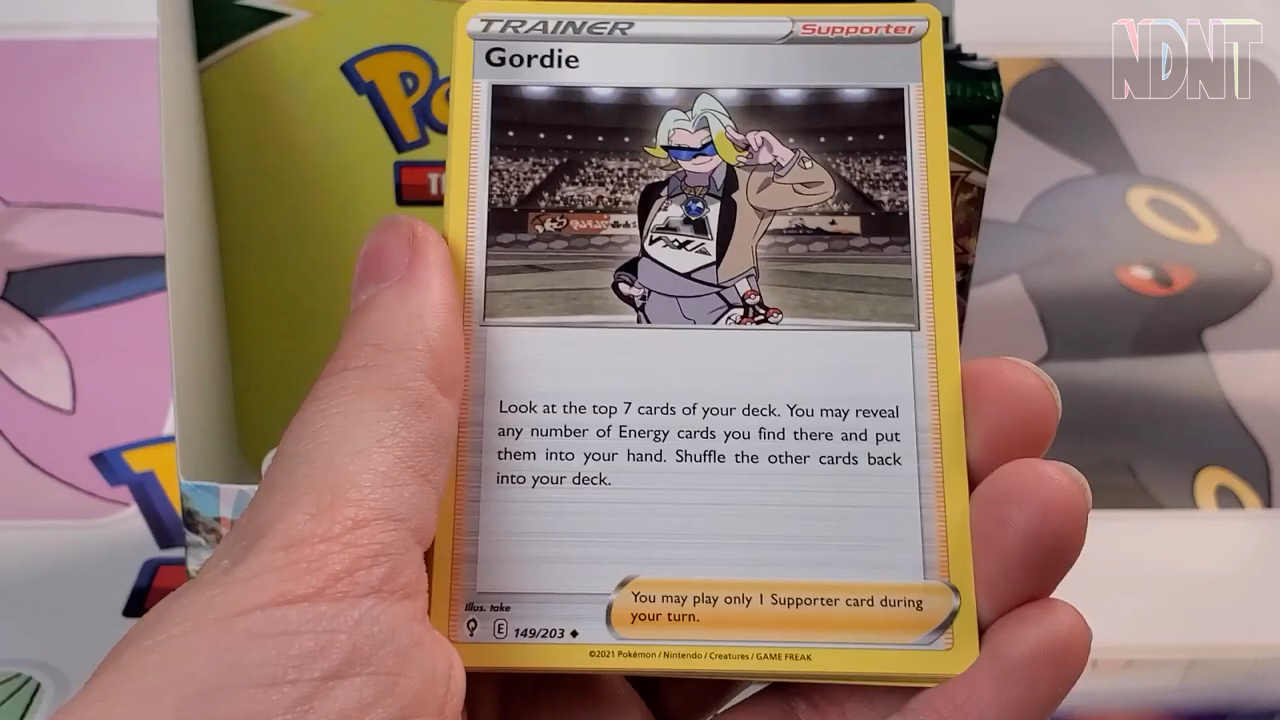 NDNT
TRAINER
Supporter
Gordie
Look at the top 7 cards of your deck. You may reveal
any number of Energy cards you find there and put
them into your hand. Shuffle the other cards back
into your deck.
You may play only 1 Supporter card during
your turn.
Illus. take
E 149/203
©2021 Pokémon / Nintendo / Creatures / GAME FREAK